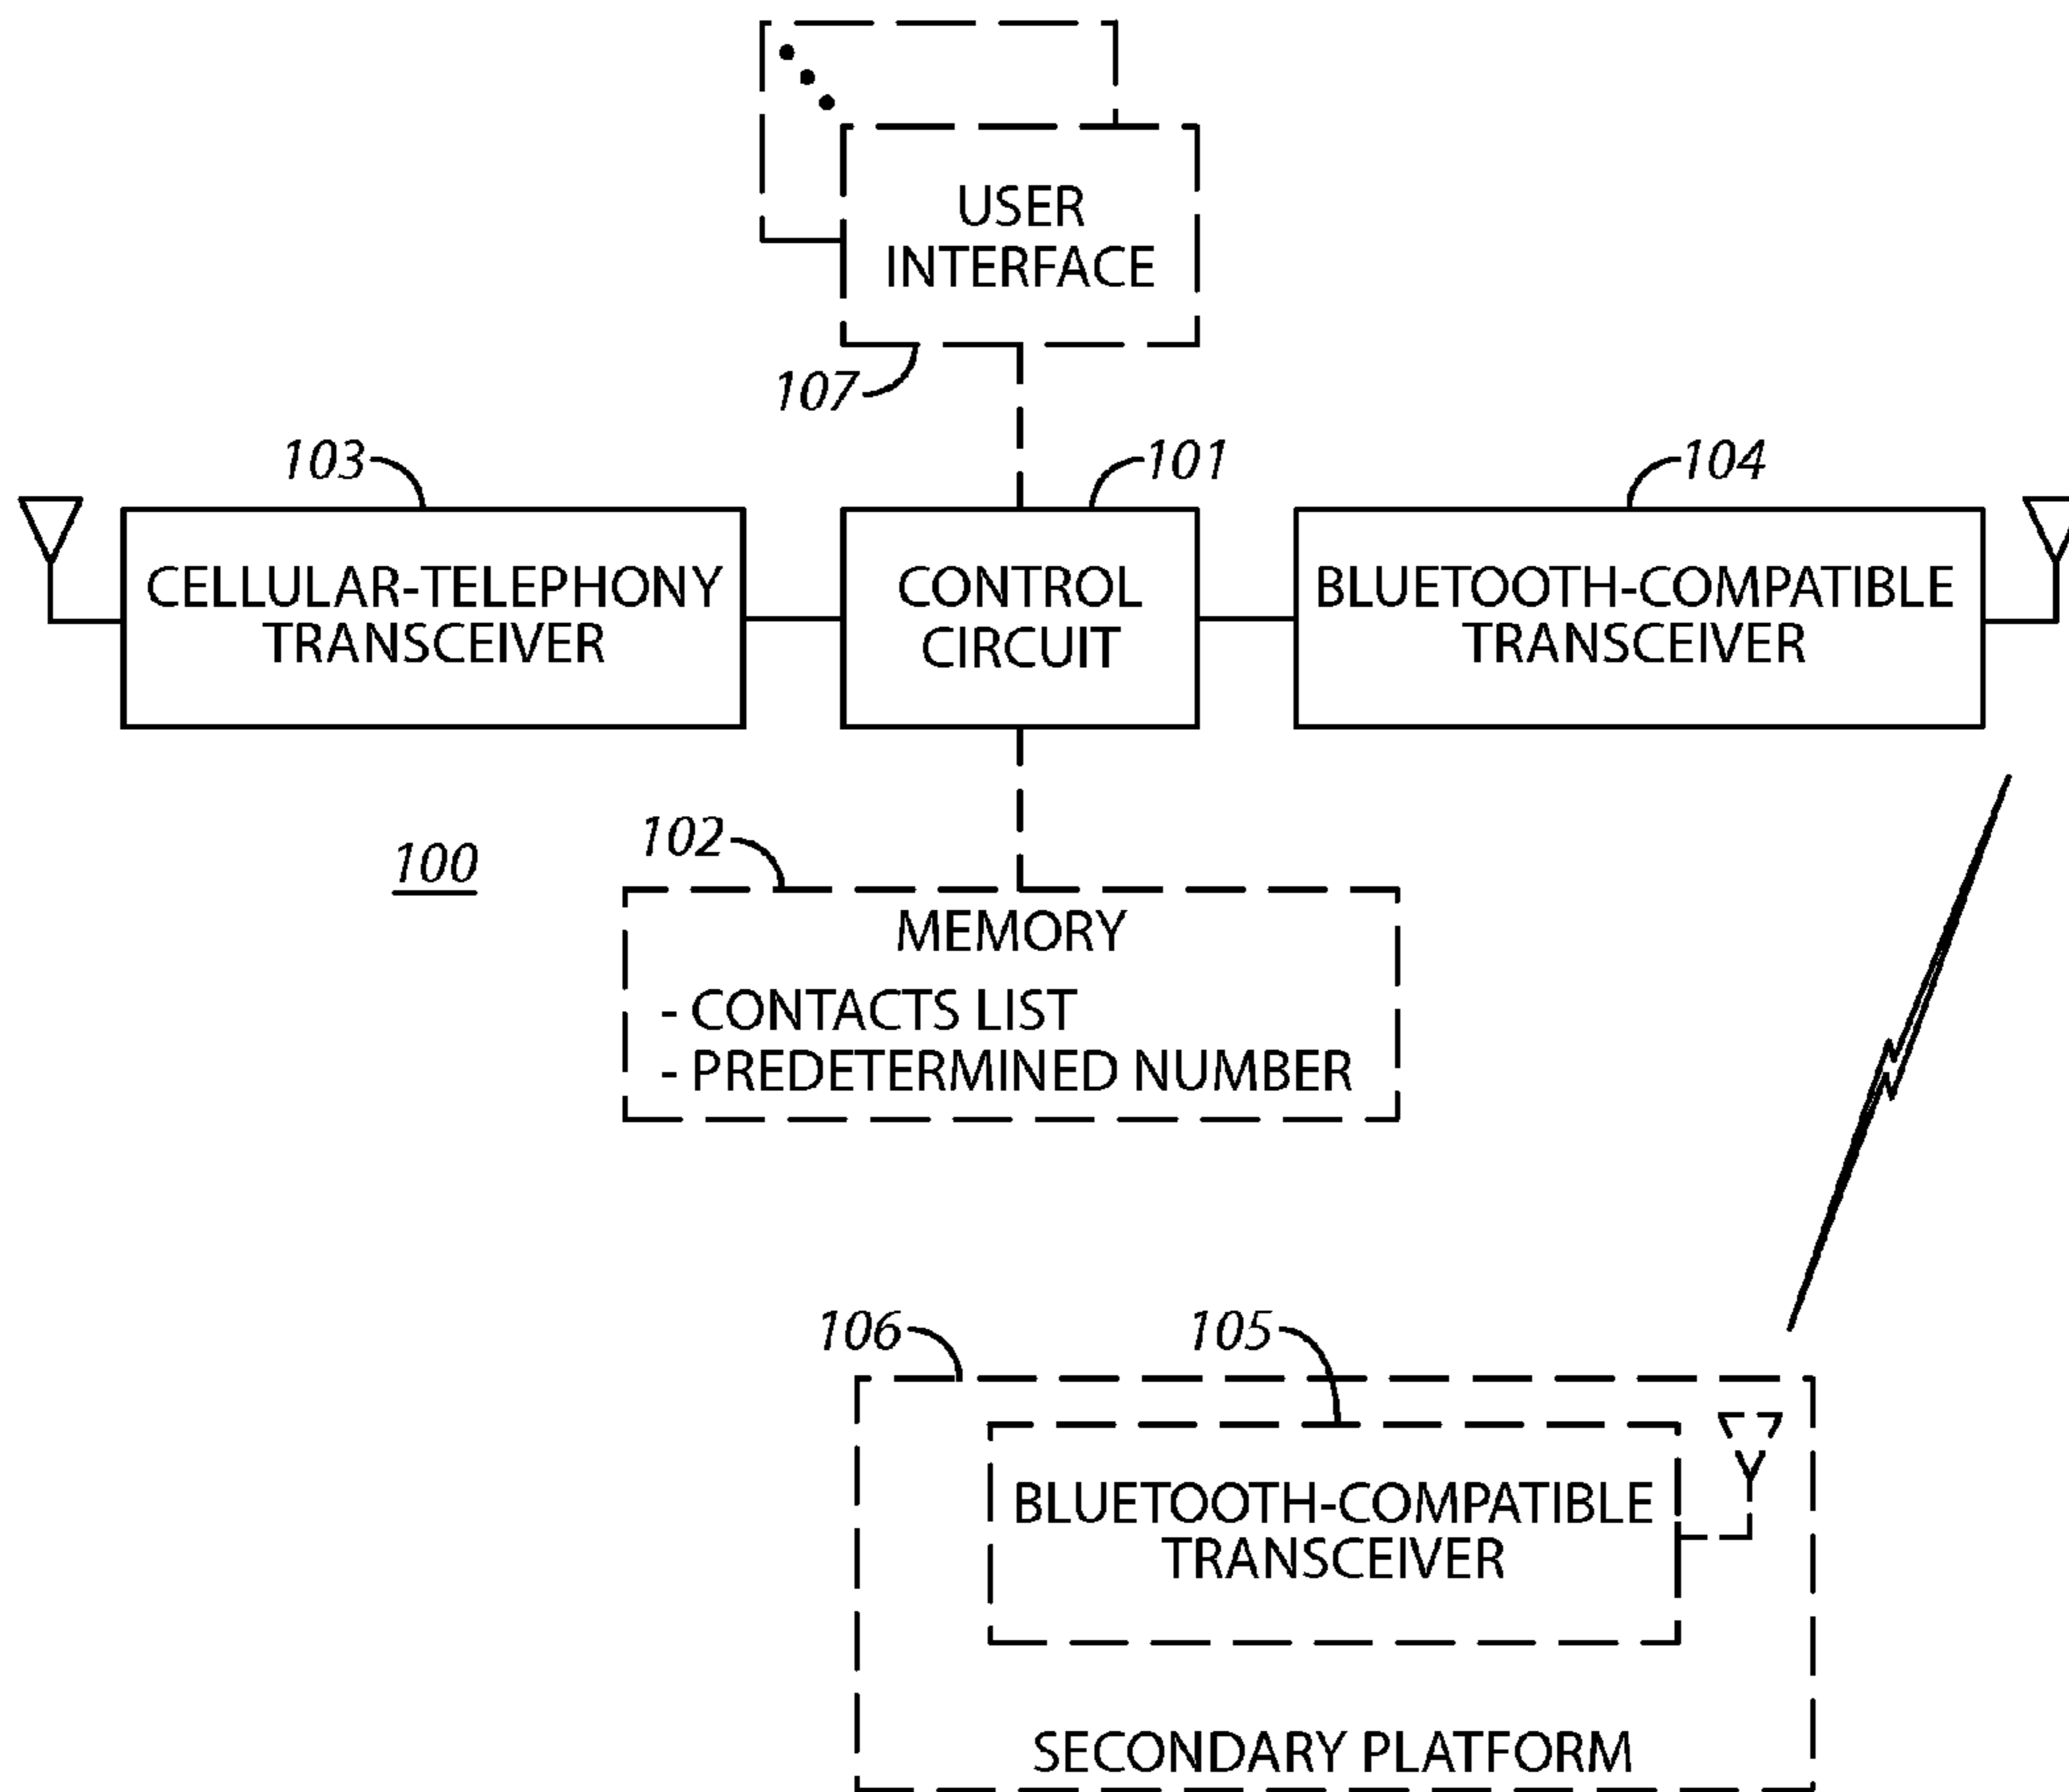 USER
INTERFACE
107
103
101
104
CELLULAR-TELEPHONY
TRANSCEIVER
CONTROL
CIRCUIT
BLUETOOTH-COMPATIBLE
TRANSCEIVER
102
100
MEMORY
- CONTACTS LIST
- PREDETERMINED NUMBER
106
105
BLUETOOTH-COMPATIBLE
TRANSCEIVER
SECONDARY PLATFORM